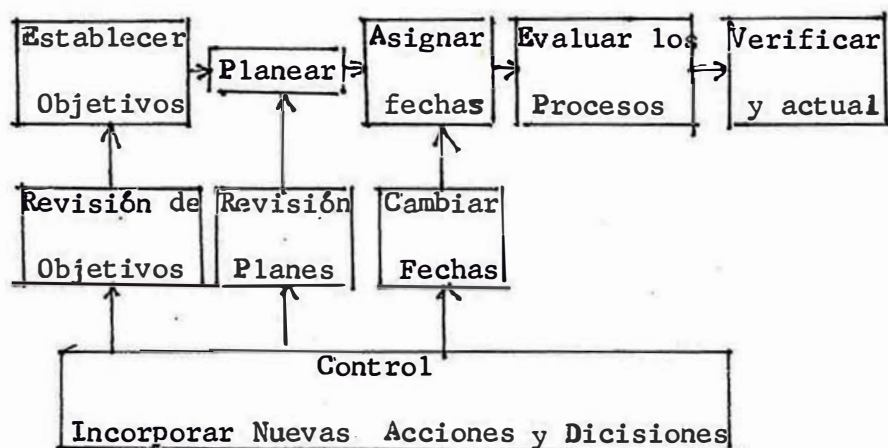 Establecer
Objetivos
Planear
Asignar
fechas
Evaluar los
Procesos
Verificar
y actual
Revisión de
Objetivos
Revisión
Planes
Cambiar
Fechas
Control
Incorporar Nuevas Acciones y Dicisiones